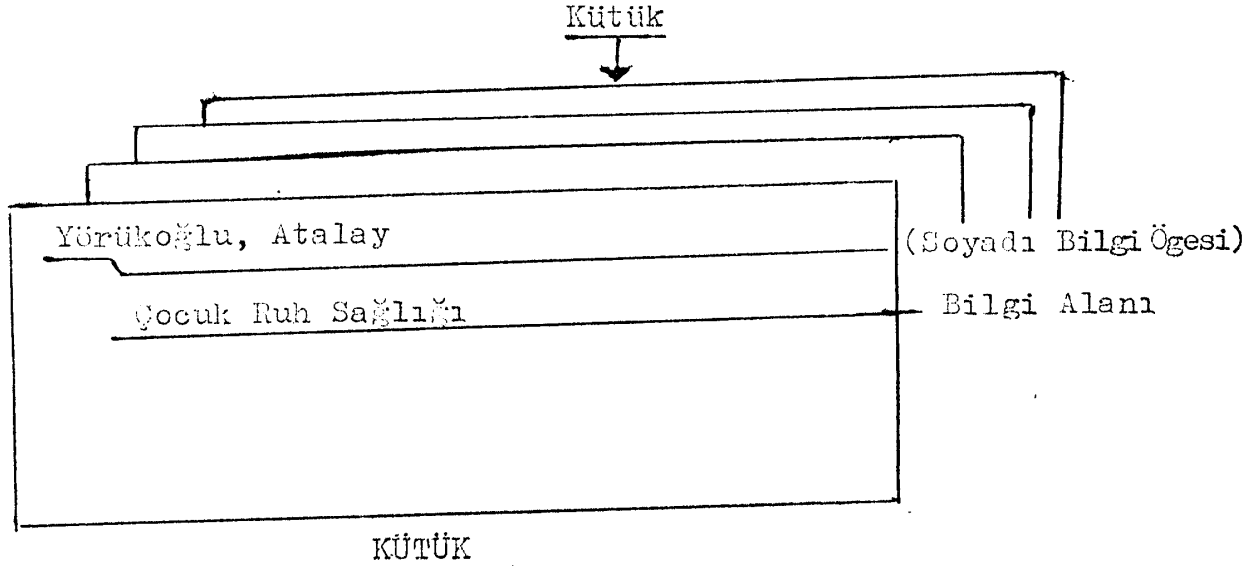 Kütük
Yörükoğlu, Atalay
(Soyadı Bilgi Ögesi)
Çocuk Ruh Sağlığı
Bilgi Alanı
KÜTÜK